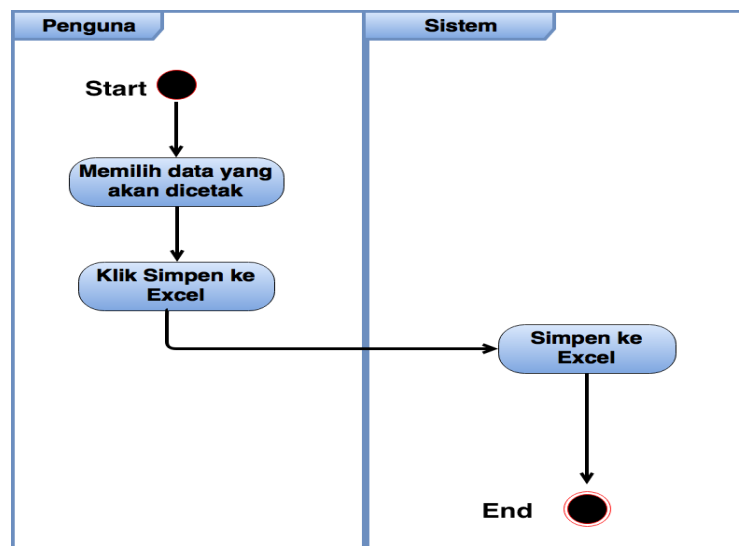 Penguna
Sistem
Start
Memilih data yang
akan dicetak
Klik Simpen ke
Excel
Simpen ke
Excel
End